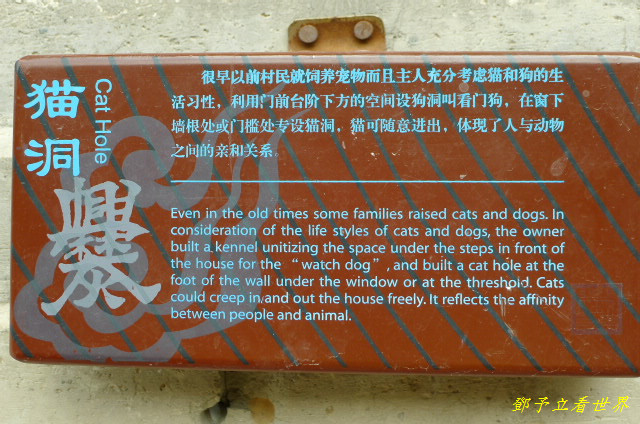 猫洞
Cat Hole
爨
很早以前村民就饲养宠物而且主人充分考虑猫和狗的生
活习性，利用门前台阶下方的空间设狗洞叫看门狗，在窗下
墙根处或门槛处专设猫洞，猫可随意进出，体现了人与动物
之间的亲和关系。
Even in the old times some families raised cats and dogs. In
consideration of the life styles of cats and dogs, the owner
built a kennel unitizing the space under the steps in front of
the house for the “watch dog”, and built a cat hole at the
foot of the wall under the window or at the threshold. Cats
could creep in and out the house freely. It reflects the affinity
between people and animal.
鄧予立看世界